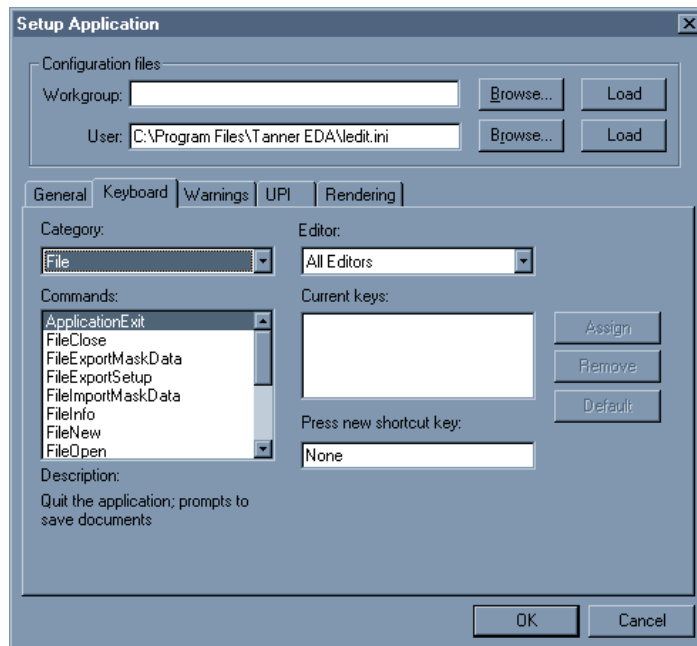 Setup Application
Configuration files
Workgroup:
Browse...
Load
User:
C:\Program Files\Tanner EDA\ledit.ini
Browse...
Load
General
Keyboard
Warnings
UPI
Rendering
Category:
Editor:
File
All Editors
Commands:
Current keys:
ApplicationExit
FileClose
FileExportMaskData
FileExportSetup
FileImportMaskData
FileInfo
FileNew
FileOpen
Assign
Remove
Default
Press new shortcut key:
None
Description:
Quit the application; prompts to
save documents
OK
Cancel